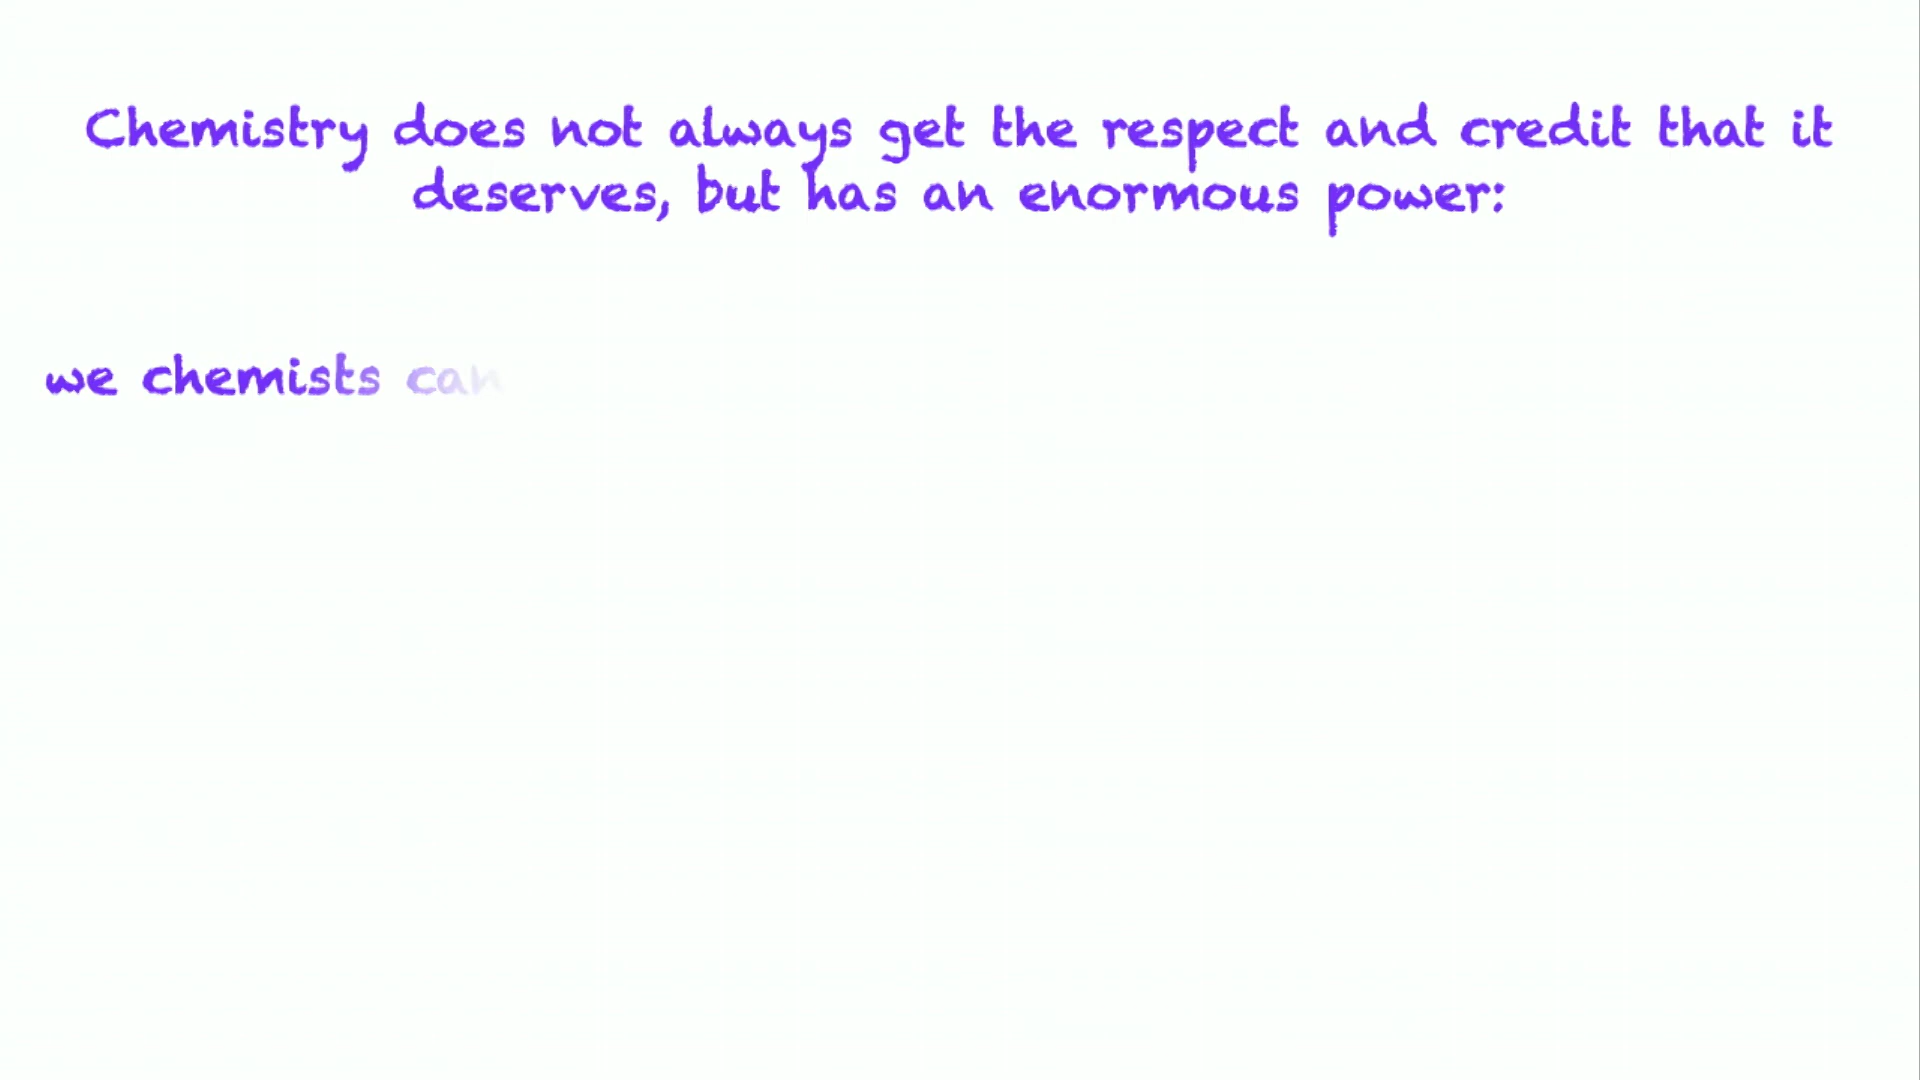 Chemistry does not always get the respect and credit that it
deserves, but has an enormous power:
we chemists can